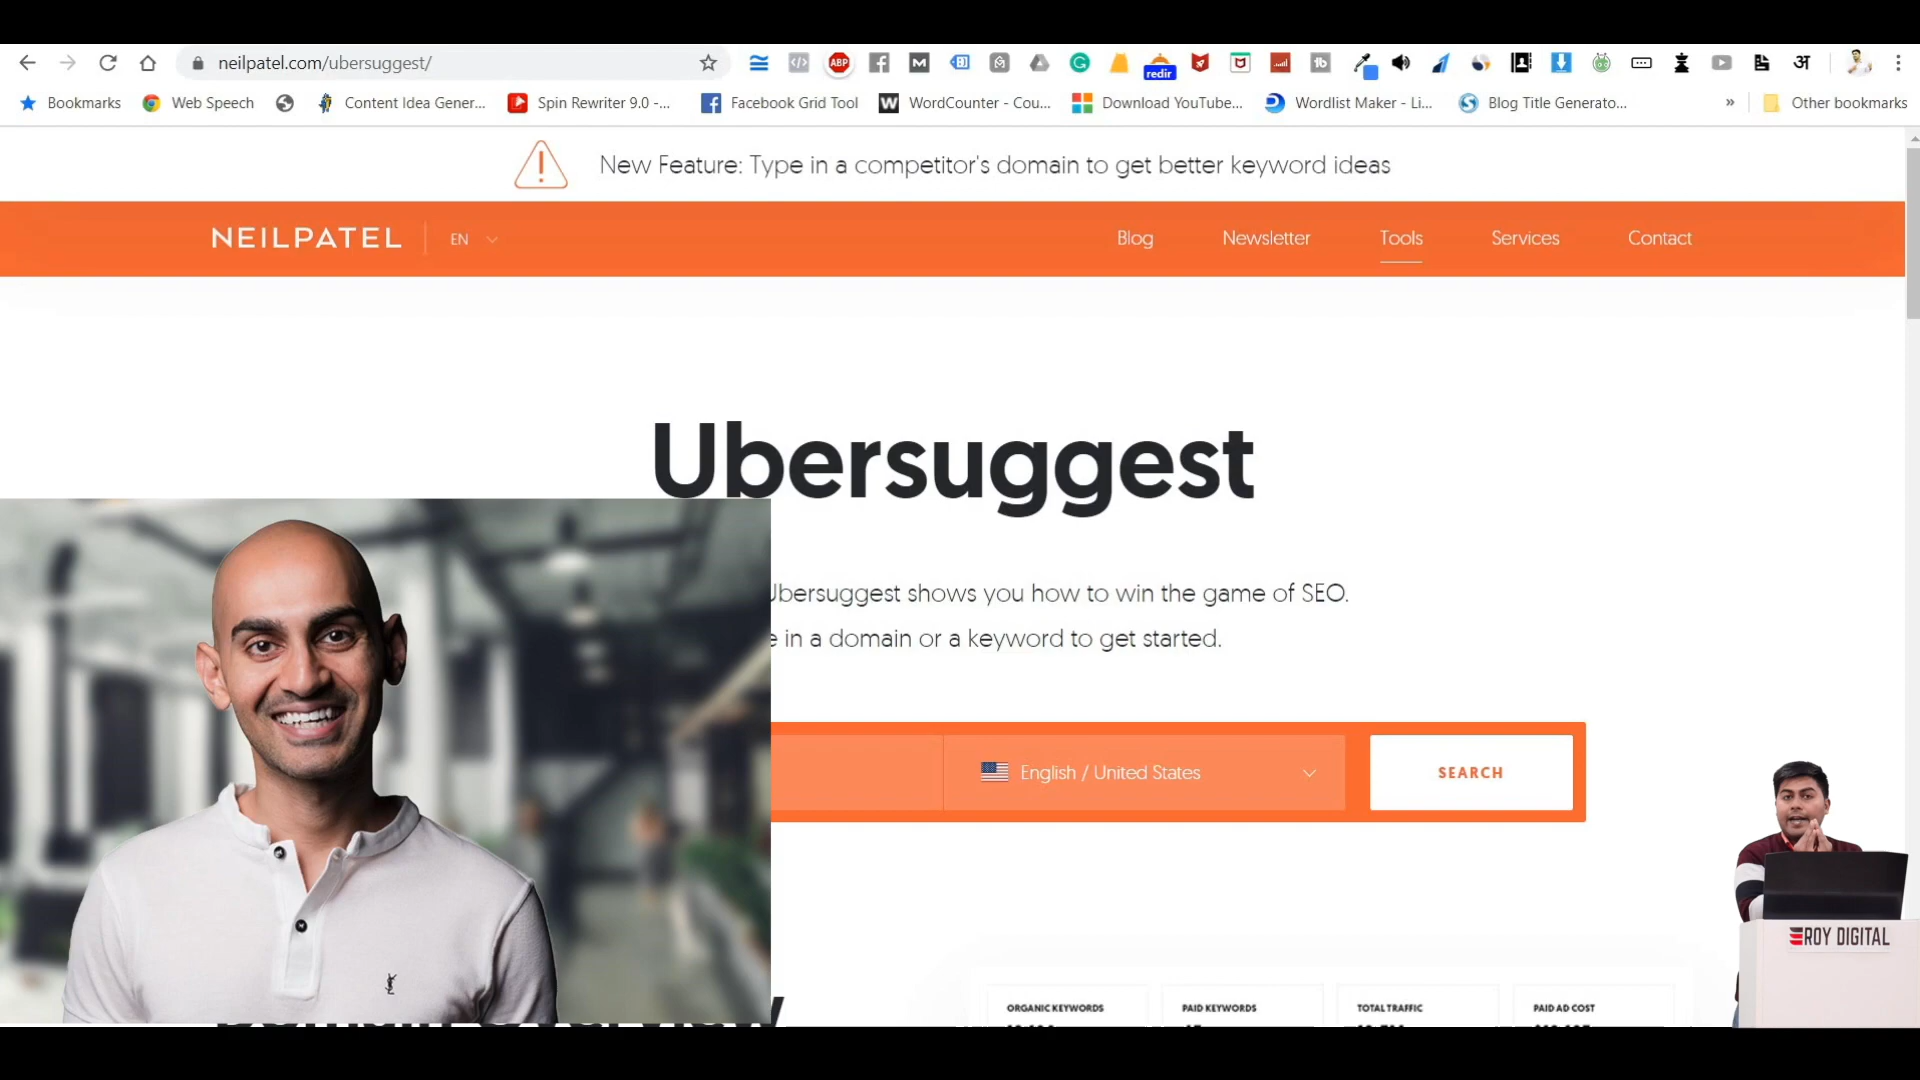 neilpatel.com/ubersuggest/
ABP
redir
Bookmarks
Web Speech
Content Idea Gener...
Spin Rewriter 9.0 -...
Facebook Grid Tool
WordCounter - Cou...
Download YouTube...
Wordlist Maker - Li...
Blog Title Generato...
»
Other bookmarks
New Feature: Type in a competitor's domain to get better keyword ideas
NEILPATEL
EN
Blog
Newsletter
Tools
Services
Contact
Ubersuggest
Ubersuggest shows you how to win the game of SEO.
in a domain or a keyword to get started.
English / United States
SEARCH
ROY DIGITAL
ORGANIC KEYWORDS
PAID KEYWORDS
TOTAL TRAFFIC
PAID AD COST